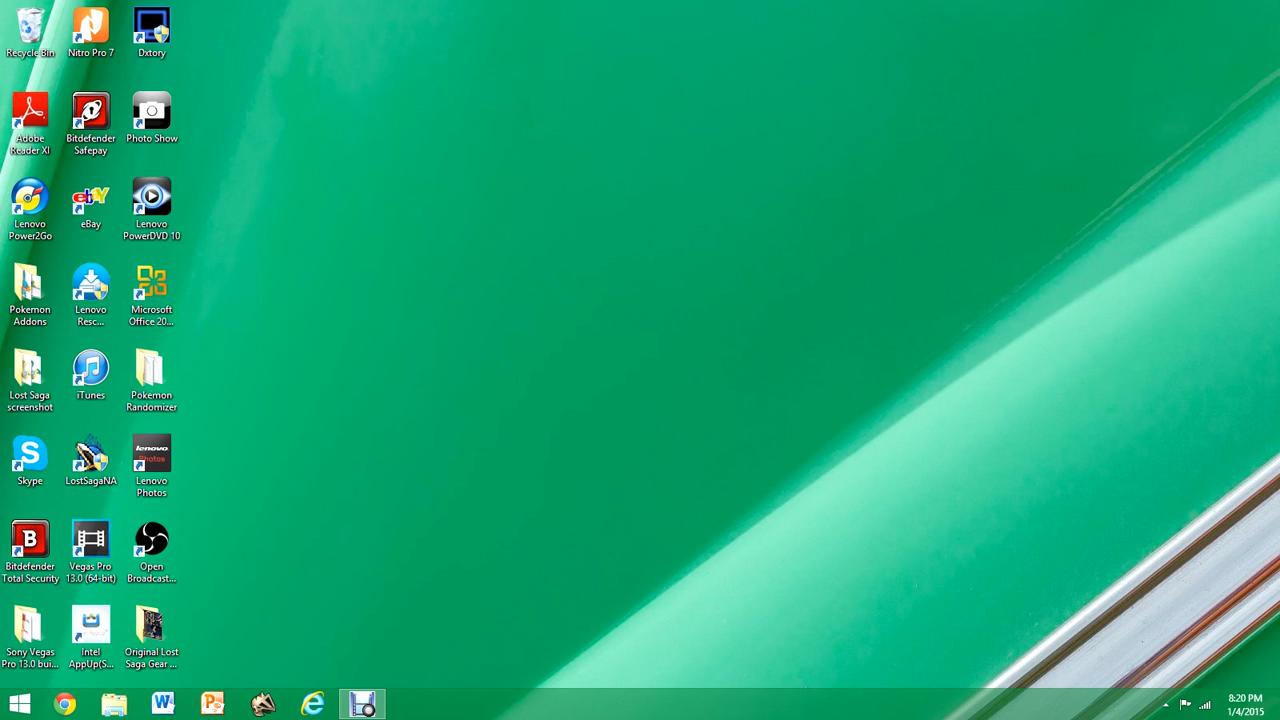 Recycle Bin
Nitro Pro 7
Dxtory
Adobe
Reader XI
Bitdefender
Safepay
Photo Show
Lenovo
Power2Go
ebY
eBay
Lenovo
PowerDVD 10
Pokemon
Addons
Lenovo
Resc...
Microsoft
Office 20...
Lost Saga
screenshot
iTunes
Pokemon
Randomizer
S
Skype
LostSagaNA
lenovo
Photos
Lenovo
Photos
B
Bitdefender
Total Security
Vegas Pro
13.0 (64-bit)
Open
Broadcast...
Sony Vegas
Pro 13.0 bui...
Intel
AppUp(S...
Original Lost
Saga Gear ...
W
P
8:20 PM
1/4/2015